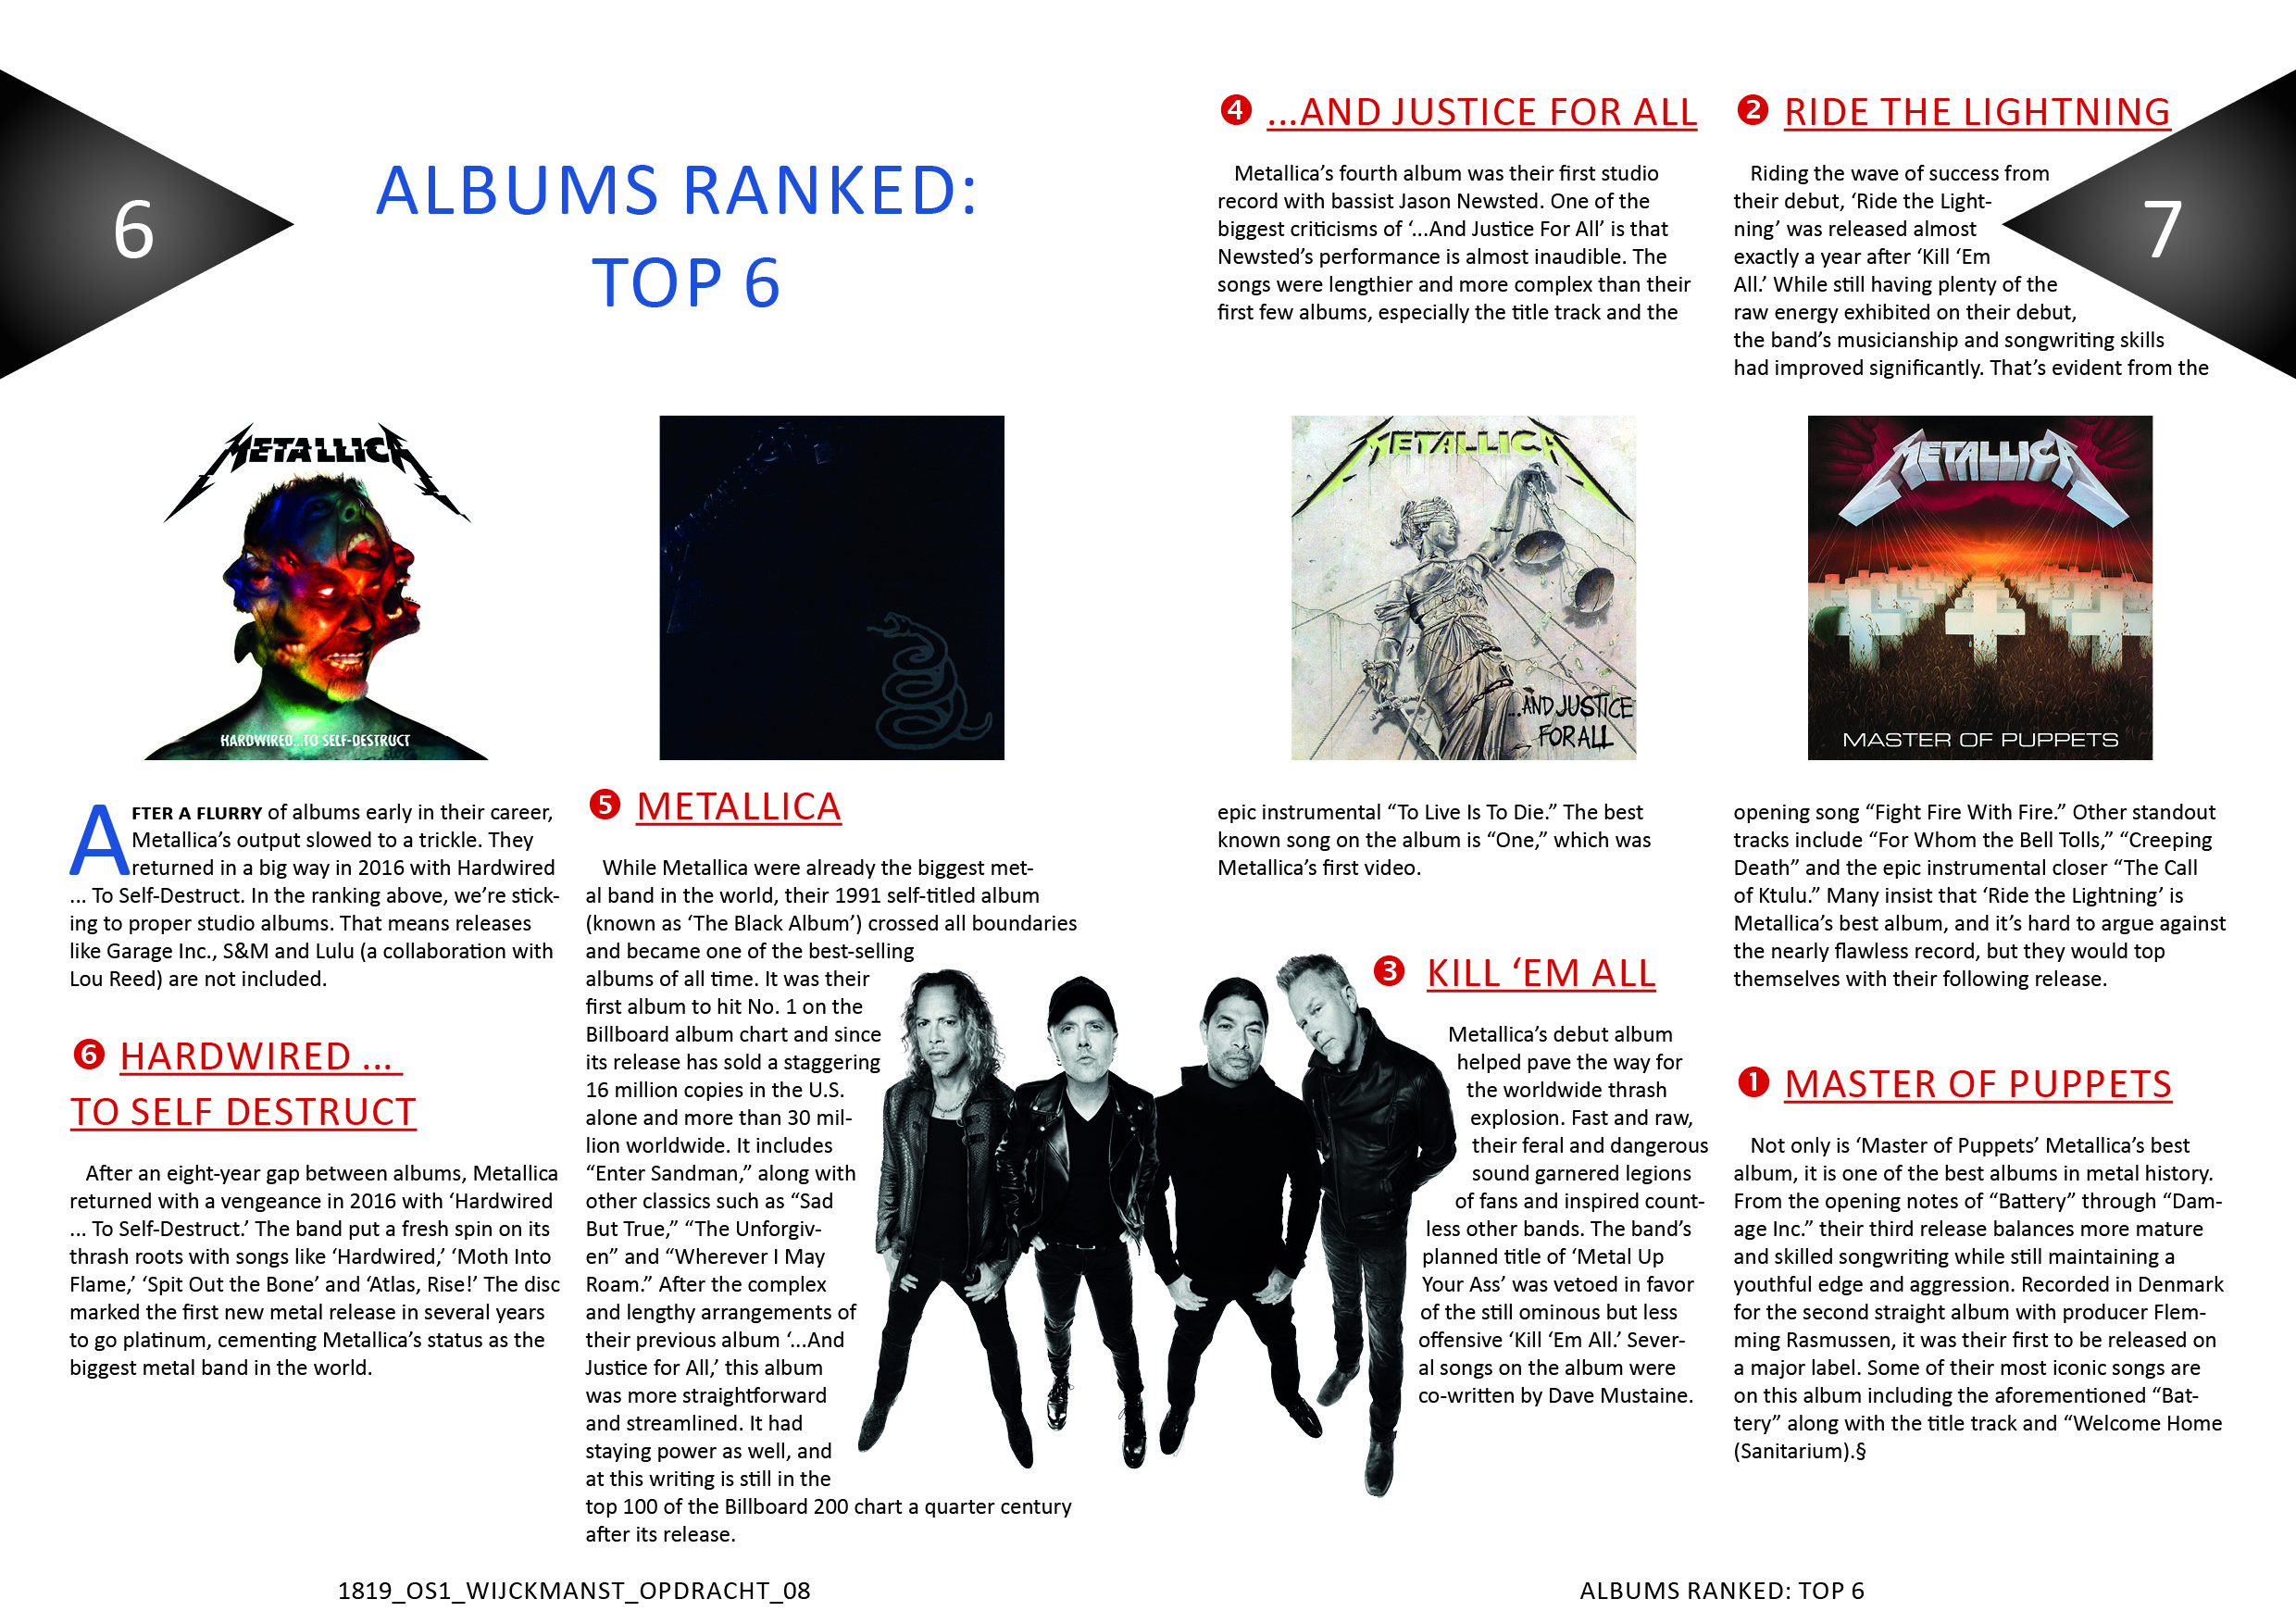 6
ALBUMS RANKED:
TOP 6
METALLICA
HARDWIRED...TO SELF-DESTRUCT
AFTER A FLURRY of albums early in their career,
Metallica’s output slowed to a trickle. They
returned in a big way in 2016 with Hardwired
... To Self-Destruct. In the ranking above, we’re stick-
ing to proper studio albums. That means releases
like Garage Inc., S&M and Lulu (a collaboration with
Lou Reed) are not included.
❻ HARDWIRED ...
TO SELF DESTRUCT
After an eight-year gap between albums, Metallica
returned with a vengeance in 2016 with ‘Hardwired
... To Self-Destruct.’ The band put a fresh spin on its
thrash roots with songs like ‘Hardwired,’ ‘Moth Into
Flame,’ ‘Spit Out the Bone’ and ‘Atlas, Rise!’ The disc
marked the first new metal release in several years
to go platinum, cementing Metallica’s status as the
biggest metal band in the world.
❺ METALLICA
While Metallica were already the biggest met-
al band in the world, their 1991 self-titled album
(known as ‘The Black Album’) crossed all boundaries
and became one of the best-selling
albums of all time. It was their
first album to hit No. 1 on the
Billboard album chart and since
its release has sold a staggering
16 million copies in the U.S.
alone and more than 30 mil-
lion worldwide. It includes
“Enter Sandman,” along with
other classics such as “Sad
But True,” “The Unforgiv-
en” and “Wherever I May
Roam.” After the complex
and lengthy arrangements of
their previous album ‘...And
Justice for All,’ this album
was more straightforward
and streamlined. It had
staying power as well, and
at this writing is still in the
top 100 of the Billboard 200 chart a quarter century
after its release.
1819_OS1_WIJCKMANST_OPDRACHT_08
❹ ...AND JUSTICE FOR ALL
Metallica’s fourth album was their first studio
record with bassist Jason Newsted. One of the
biggest criticisms of ‘...And Justice For All’ is that
Newsted’s performance is almost inaudible. The
songs were lengthier and more complex than their
first few albums, especially the title track and the
METALLICA
...AND JUSTICE
FOR ALL
epic instrumental “To Live Is To Die.” The best
known song on the album is “One,” which was
Metallica’s first video.
❸ KILL ‘EM ALL
Metallica’s debut album
helped pave the way for
the worldwide thrash
explosion. Fast and raw,
their feral and dangerous
sound garnered legions
of fans and inspired count-
less other bands. The band’s
planned title of ‘Metal Up
Your Ass’ was vetoed in favor
of the still ominous but less
offensive ‘Kill ‘Em All.’ Sever-
al songs on the album were
co-written by Dave Mustaine.
❷ RIDE THE LIGHTNING
7
Riding the wave of success from
their debut, ‘Ride the Light-
ning’ was released almost
exactly a year after ‘Kill ‘Em
All.’ While still having plenty of the
raw energy exhibited on their debut,
the band’s musicianship and songwriting skills
had improved significantly. That’s evident from the
METALLICA
MASTER OF PUPPETS
opening song “Fight Fire With Fire.” Other standout
tracks include “For Whom the Bell Tolls,” “Creeping
Death” and the epic instrumental closer “The Call
of Ktulu.” Many insist that ‘Ride the Lightning’ is
Metallica’s best album, and it’s hard to argue against
the nearly flawless record, but they would top
themselves with their following release.
❶ MASTER OF PUPPETS
Not only is ‘Master of Puppets’ Metallica’s best
album, it is one of the best albums in metal history.
From the opening notes of “Battery” through “Dam-
age Inc.” their third release balances more mature
and skilled songwriting while still maintaining a
youthful edge and aggression. Recorded in Denmark
for the second straight album with producer Flem-
ming Rasmussen, it was their first to be released on
a major label. Some of their most iconic songs are
on this album including the aforementioned “Bat-
tery” along with the title track and “Welcome Home
(Sanitarium).§
ALBUMS RANKED: TOP 6